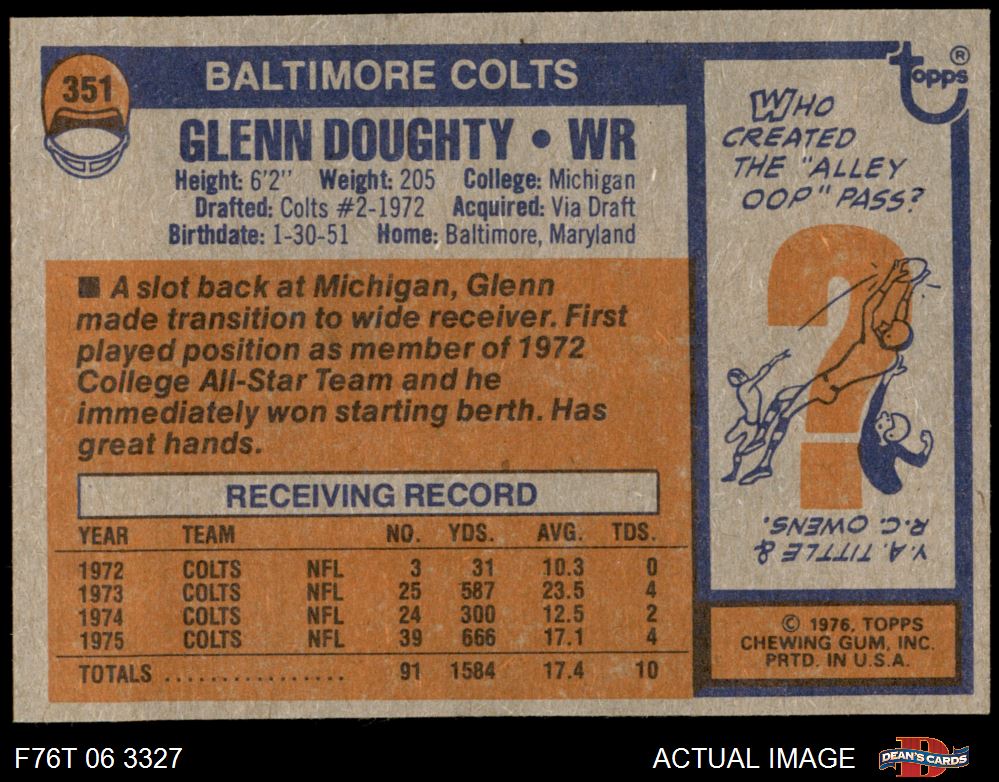 351
BALTIMORE COLTS
GLENN DOUGHTY • WR
Height: 6'2" Weight: 205 College: Michigan
Drafted: Colts #2-1972 Acquired: Via Draft
Birthdate: 1-30-51 Home: Baltimore, Maryland
■ A slot back at Michigan, Glenn
made transition to wide receiver. First
played position as member of 1972
College All-Star Team and he
immediately won starting berth. Has
great hands.
RECEIVING RECORD
YEAR TEAM NO. YDS. AVG. TDS.
1972 COLTS NFL 3 31 10.3 0
1973 COLTS NFL 25 587 23.5 4
1974 COLTS NFL 24 300 12.5 2
1975 COLTS NFL 39 666 17.1 4
TOTALS ................ 91 1584 17.4 10
topps ®
WHO
CREATED
THE "ALLEY
OOP" PASS?
?
Y.A. TITTLE &
R.C. OWENS.
© 1976, TOPPS
CHEWING GUM, INC.
PRTD. IN U.S.A.
F76T 06 3327
ACTUAL IMAGE
D
DEAN'S CARDS